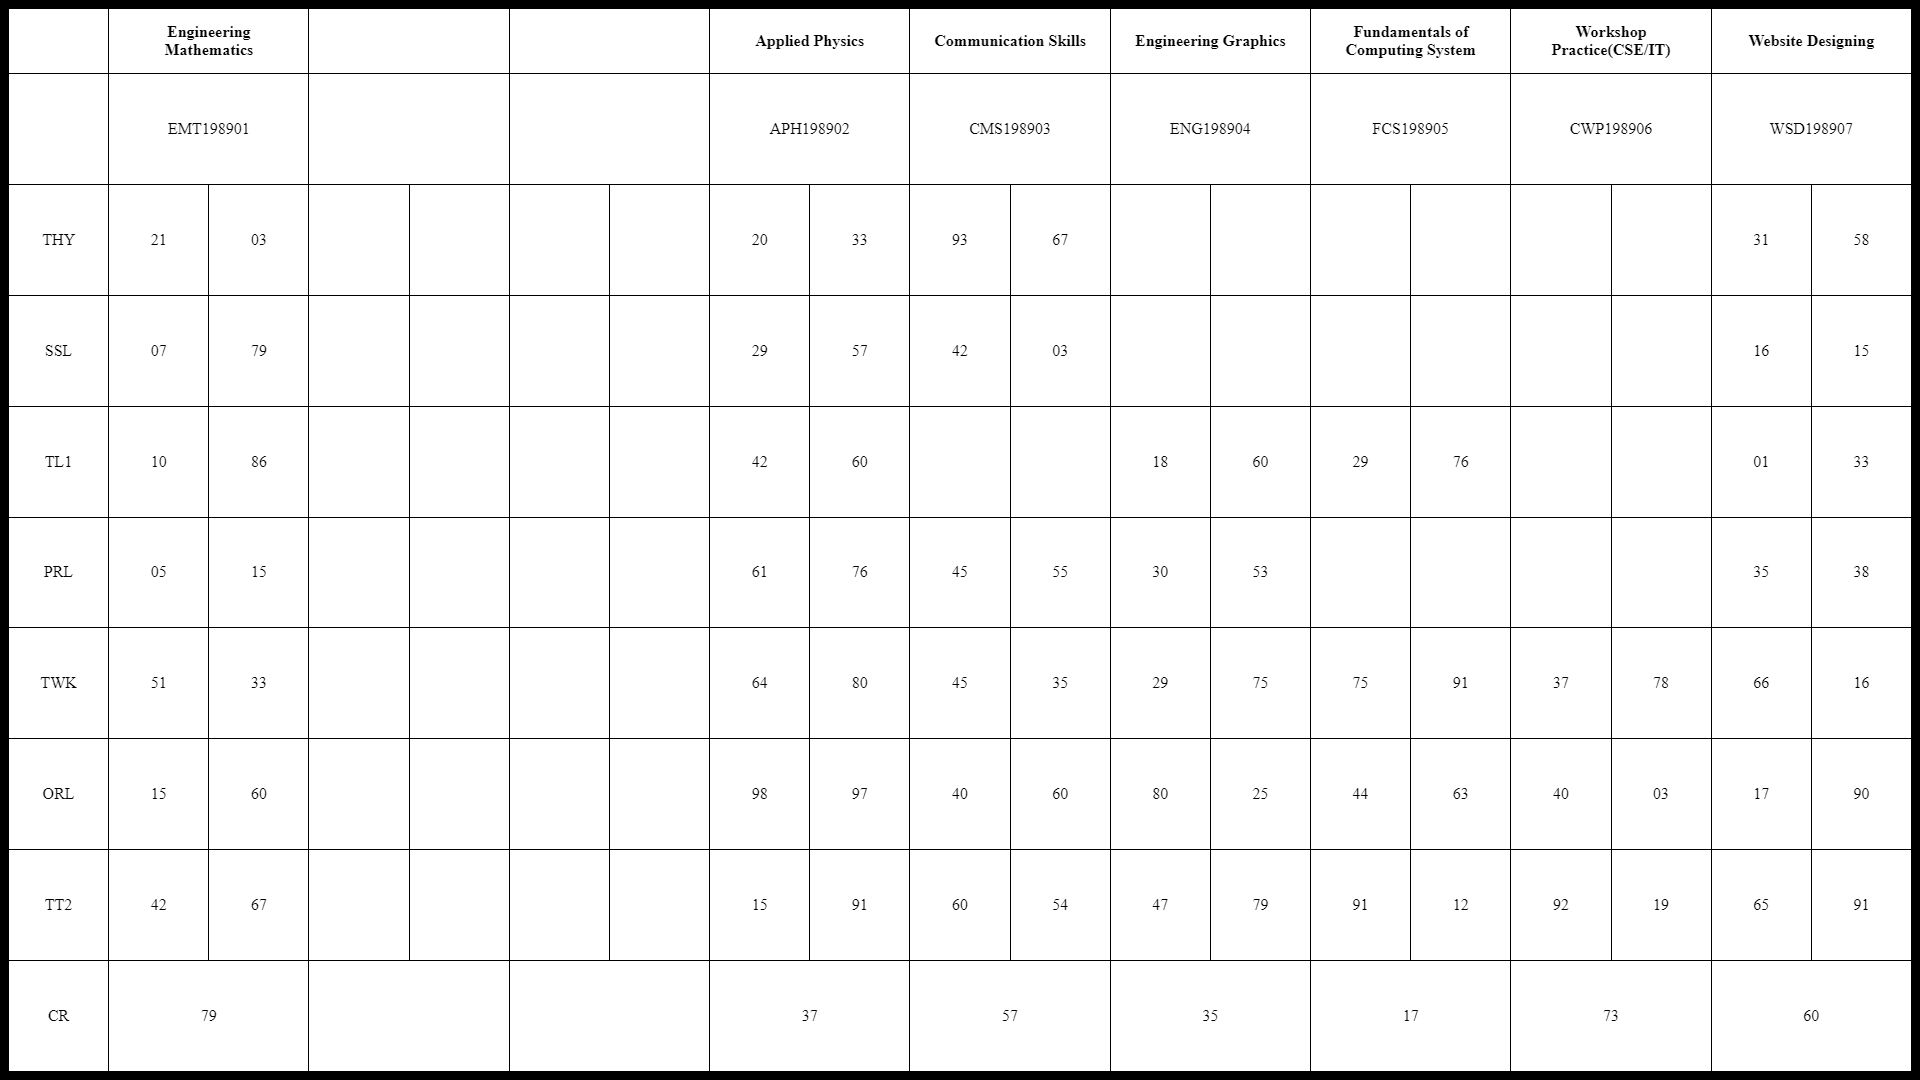 Engineering Mathematics Applied Physics Communication Skills Engineering Graphics Fundamentals of Computing System Workshop Practice(CSE/IT) Website Designing
EMT198901 APH198902 CMS198903 ENG198904 FCS198905 CWP198906 WSD198907
THY 21 03 20 33 93 67 31 58
SSL 07 79 29 57 42 03 16 15
TL1 10 86 42 60 18 60 29 76 01 33
PRL 05 15 61 76 45 55 30 53 35 38
TWK 51 33 64 80 45 35 29 75 75 91 37 78 66 16
ORL 15 60 98 97 40 60 80 25 44 63 40 03 17 90
TT2 42 67 15 91 60 54 47 79 91 12 92 19 65 91
CR 79 37 57 35 17 73 60